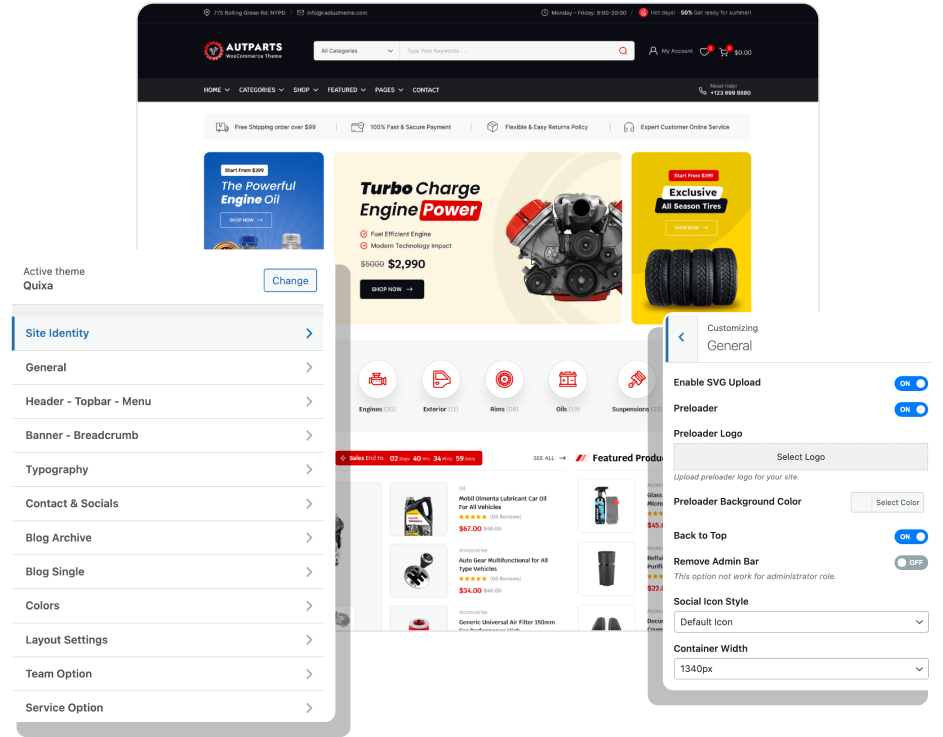 775 Rolling Green Rd, NYPD / info@radiustheme.com
Monday – Friday: 8:00-20:00 / Hot days! - 50% Get ready for summer!
AUTPARTS
WooCommerce Theme
All Categories
Type Your Keywords . . .
My Account 0 0 $0.00
HOME CATEGORIES SHOP FEATURED PAGES CONTACT
Need Help!
+123 999 8880
Free Shipping order over $99
100% Fast & Secure Payment
Flexible & Easy Returns Policy
Expert Customer Online Service
Start From $399
The Powerful
Engine Oil
SHOP NOW →
Turbo Charge
Engine Power
Fuel Efficient Engine
Modern Technology Impact
$5000 $2,990
SHOP NOW →
Start From $399
Exclusive
All Season Tires
SHOP NOW →
Active theme
Quixa
Change
Site Identity
General
Header - Topbar - Menu
Banner - Breadcrumb
Typography
Contact & Socials
Blog Archive
Blog Single
Colors
Layout Settings
Team Option
Service Option
Engines (30)
Exterior (11)
Rims (09)
Oils (19)
Suspensions
Sales End In: 02 Days 40 Hrs 34 Mins 59 Secs
SEE ALL →
Featured Produ
Oil
Mobil Oimenta Lubricant Car Oil
For All Vehicles
(06 Reviews)
$67.00 $90.00
Accessories
Auto Gear Multifunctional for All
Type Vehicles
(08 Reviews)
$34.00 $40.00
Accessories
Generic Universal Air Filter 150mm
Customizing
General
Enable SVG Upload
ON
Preloader
ON
Preloader Logo
Select Logo
Upload preloader logo for your site.
Preloader Background Color
Select Color
Back to Top
ON
Remove Admin Bar
OFF
This option not work for administrator role.
Social Icon Style
Default Icon
Container Width
1340px